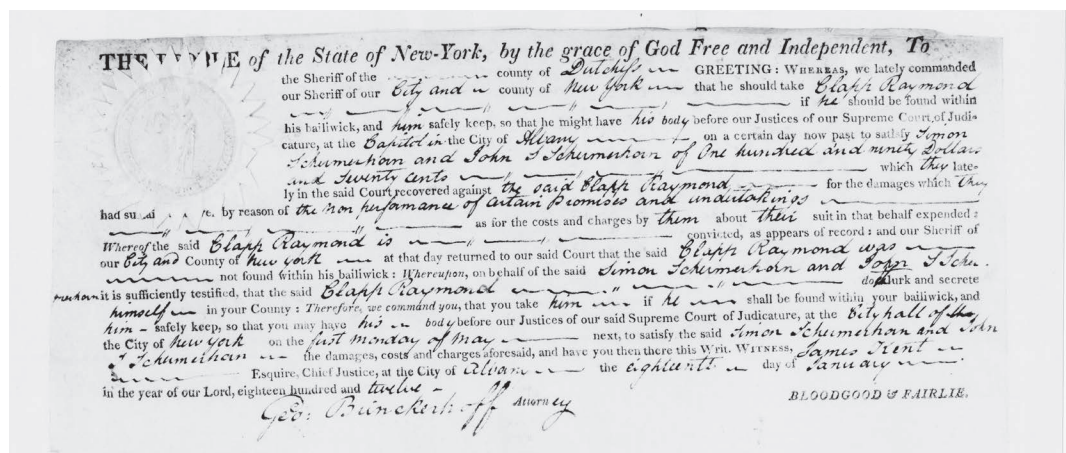 THE PEOPLE of the State of New-York, by the grace of God Free and Independent, To
the Sheriff of the county of Dutchess GREETING: WHEREAS, we lately commanded
our Sheriff of our City and county of New York that he should take Clapp Raymond
if he should be found within
his bailiwick, and him safely keep, so that he might have his body before our Justices of our Supreme Court of Judi-
cature, at the Capitol in the City of Albany on a certain day now past to satisfy Simon
Schermerhorn and John S Schermerhorn of One hundred and ninety Dollars
and Seventy cents which they late-
ly in the said Court recovered against the said Clapp Raymond for the damages which they
had by reason of the non performance of certain promises and undertakings
as for the costs and charges by them about their suit in that behalf expended:
Whereof the said Clapp Raymond is convicted, as appears of record: and our Sheriff of
our City and County of New York at that day returned to our said Court that the said Clapp Raymond was
not found within his bailiwick: Whereupon, on behalf of the said Simon Schermerhorn and John S Scher-
merhorn it is sufficiently testified, that the said Clapp Raymond doth lurk and secrete
himself in your County: Therefore, we command you, that you take him if he shall be found within your bailiwick, and
him safely keep, so that you may have his body before our Justices of our said Supreme Court of Judicature, at the City hall of the
the City of New York on the first monday of May next, to satisfy the said Simon Schermerhorn and John
S Schermerhorn the damages, costs and charges aforesaid, and have you then there this Writ. WITNESS, James Kent
Esquire, Chief Justice, at the City of Albany the eighteenth day of January
in the year of our Lord, eighteen hundred and twelve
Geo: Brinckerhoff Attorney
BLOODGOOD & FAIRLIE.